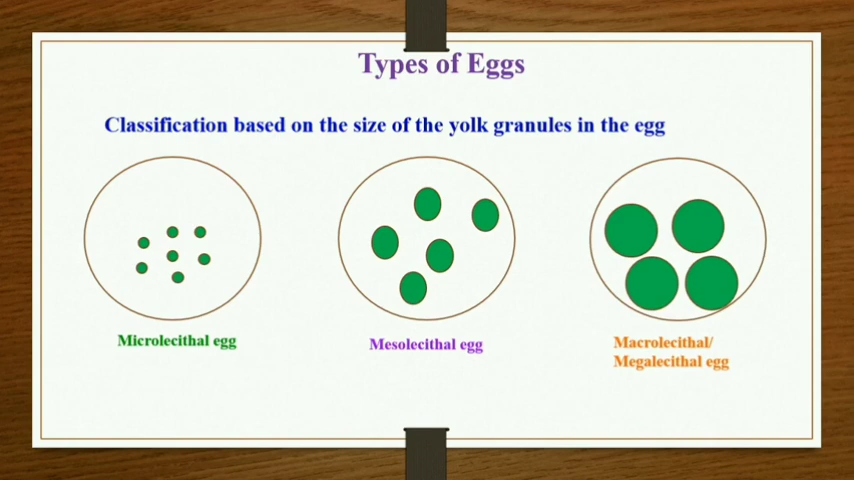 Types of Eggs
Classification based on the size of the yolk granules in the egg
Microlecithal egg
Mesolecithal egg
Macrolecithal/
Megalecithal egg